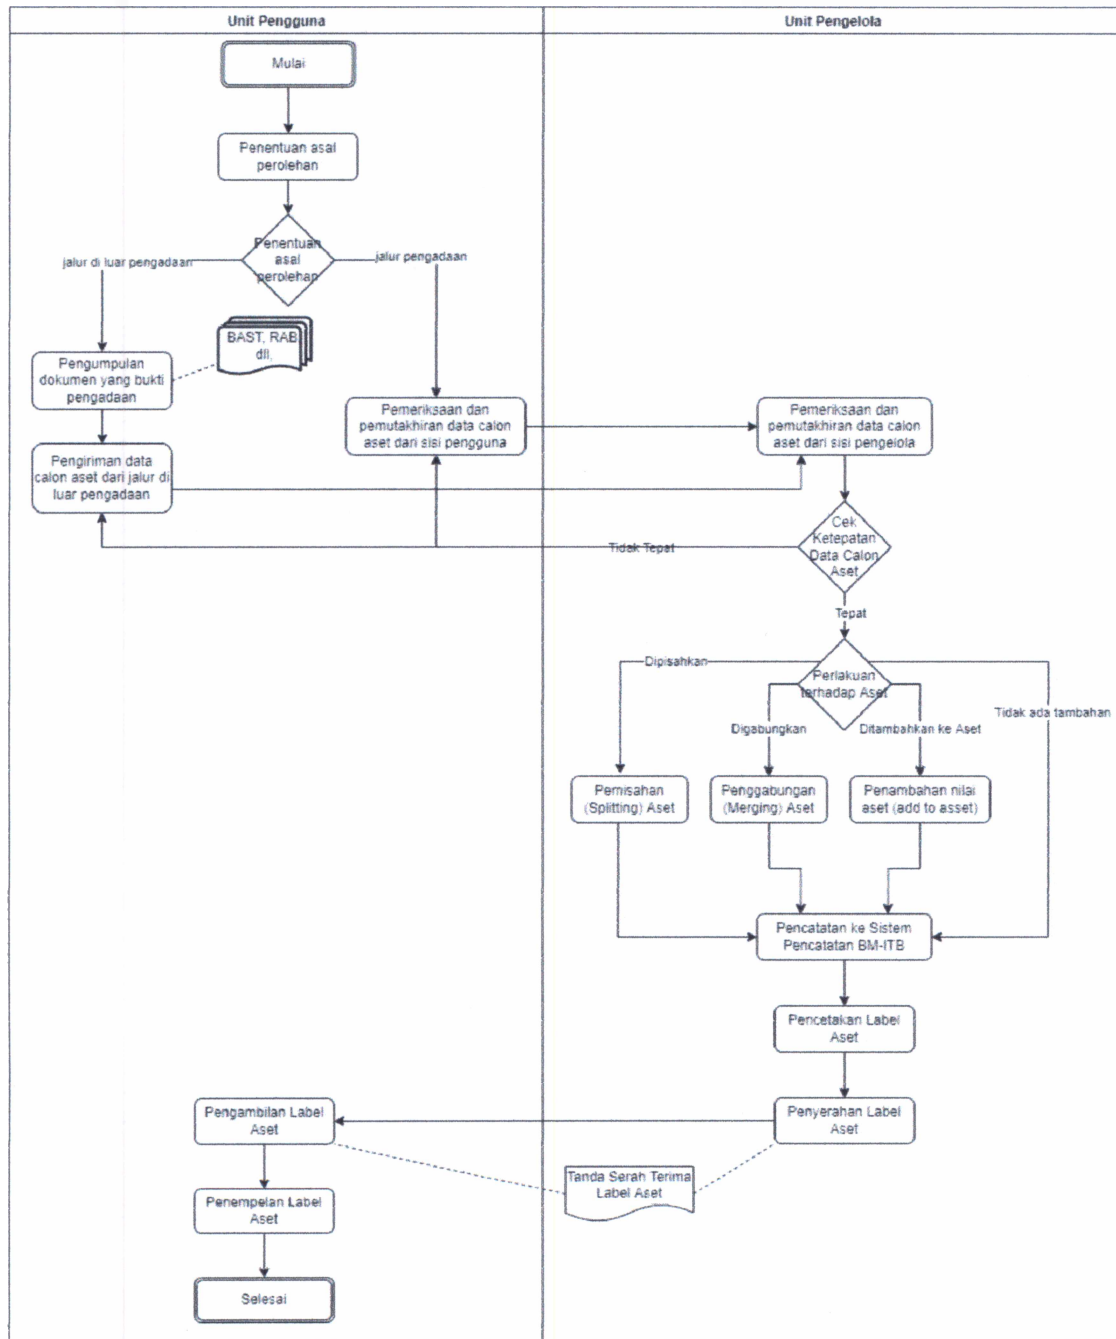 Unit Pengguna
Unit Pengelola
Mulai
Penentuan asal
perolehan
Penentuan
asal
perolehan
jalur di luar pengadaan
jalur pengadaan
BAST, RAB
dll,
Pengumpulan
dokumen yang bukti
pengadaan
Pemeriksaan dan
pemutakhiran data calon
aset dari sisi pengguna
Pemeriksaan dan
pemutakhiran data calon
aset dari sisi pengelola
Pengiriman data
calon aset dari jalur di
luar pengadaan
Cek
Ketepatan
Data Calon
Aset
Tidak Tepat
Tepat
Perlakuan
terhadap Aset
Dipisahkan
Digabungkan
Ditambahkan ke Aset
Tidak ada tambahan
Pemisahan
(Splitting) Aset
Penggabungan
(Merging) Aset
Penambahan nilai
aset (add to asset)
Pencatatan ke Sistem
Pencatatan BM-ITB
Pencetakan Label
Aset
Penyerahan Label
Aset
Pengambilan Label
Aset
Tanda Serah Terima
Label Aset
Penempelan Label
Aset
Selesai